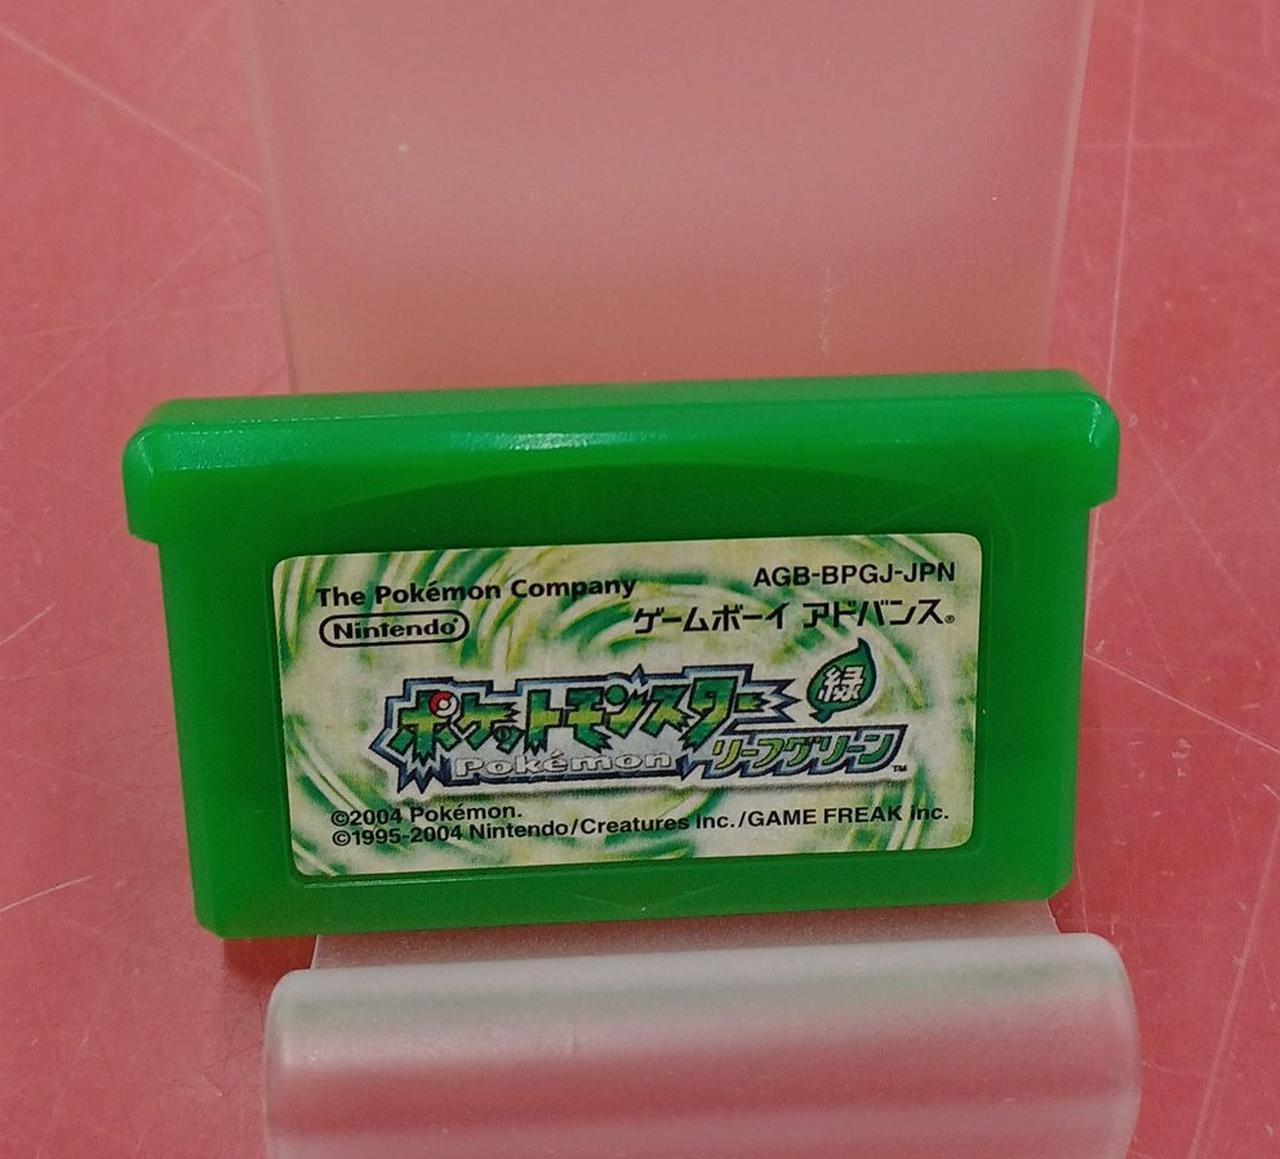 The Pokémon Company
Nintendo®
AGB-BPGJ-JPN
ゲームボーイ アドバンス®
ポケットモンスター
緑
Pokémon
リーフグリーン™
©2004 Pokémon.
©1995-2004 Nintendo/Creatures Inc./GAME FREAK inc.